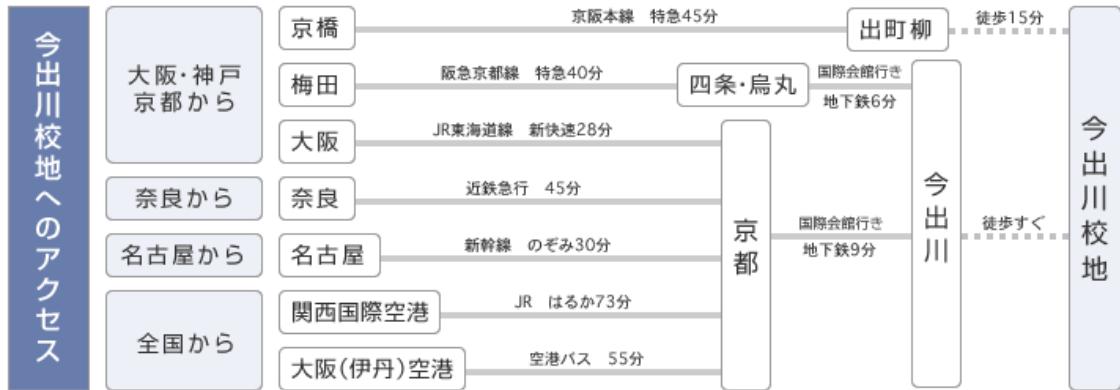 今出川校地へのアクセス
大阪・神戸
京都から
京橋
京阪本線　特急45分
出町柳
徒歩15分
梅田
阪急京都線　特急40分
四条・烏丸
国際会館行き
地下鉄6分
大阪
JR東海道線　新快速28分
奈良から
奈良
近鉄急行　45分
名古屋から
名古屋
新幹線　のぞみ30分
全国から
関西国際空港
JR　はるか73分
大阪(伊丹)空港
空港バス　55分
京都
国際会館行き
地下鉄9分
今出川
徒歩すぐ
今出川校地